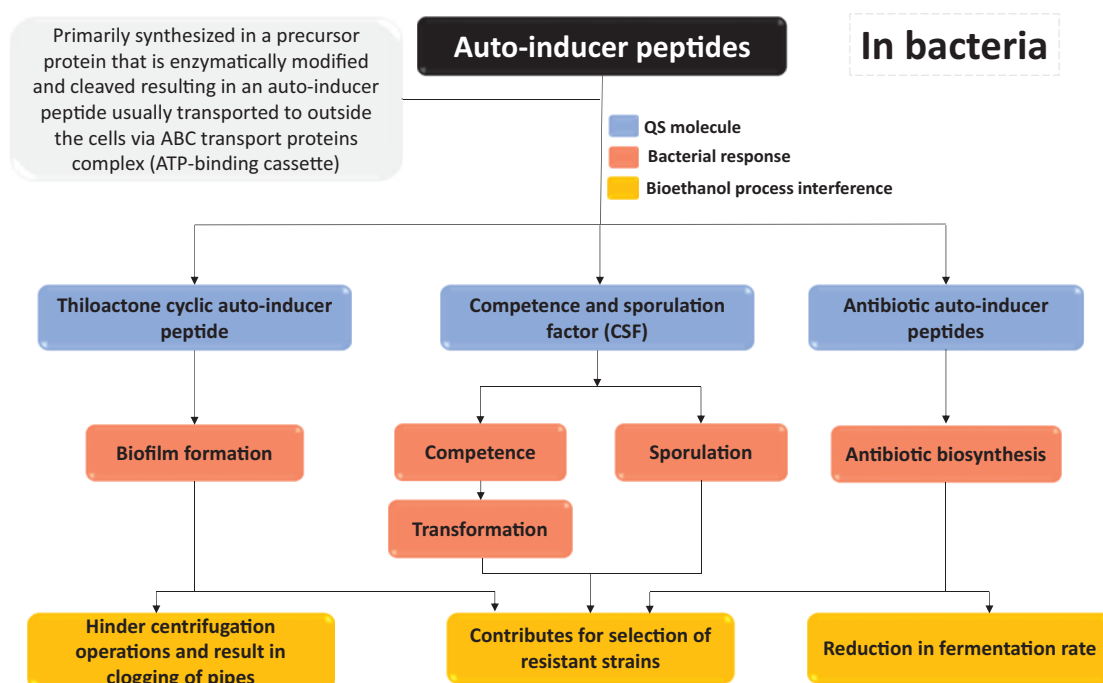 Primarily synthesized in a precursor
protein that is enzymatically modified
and cleaved resulting in an auto-inducer
peptide usually transported to outside
the cells via ABC transport proteins
complex (ATP-binding cassette)
Auto-inducer peptides
In bacteria
QS molecule
Bacterial response
Bioethanol process interference
Thiloactone cyclic auto-inducer
peptide
Competence and sporulation
factor (CSF)
Antibiotic auto-inducer
peptides
Biofilm formation
Competence
Sporulation
Antibiotic biosynthesis
Transformation
Hinder centrifugation
operations and result in
clogging of pipes
Contributes for selection of
resistant strains
Reduction in fermentation rate